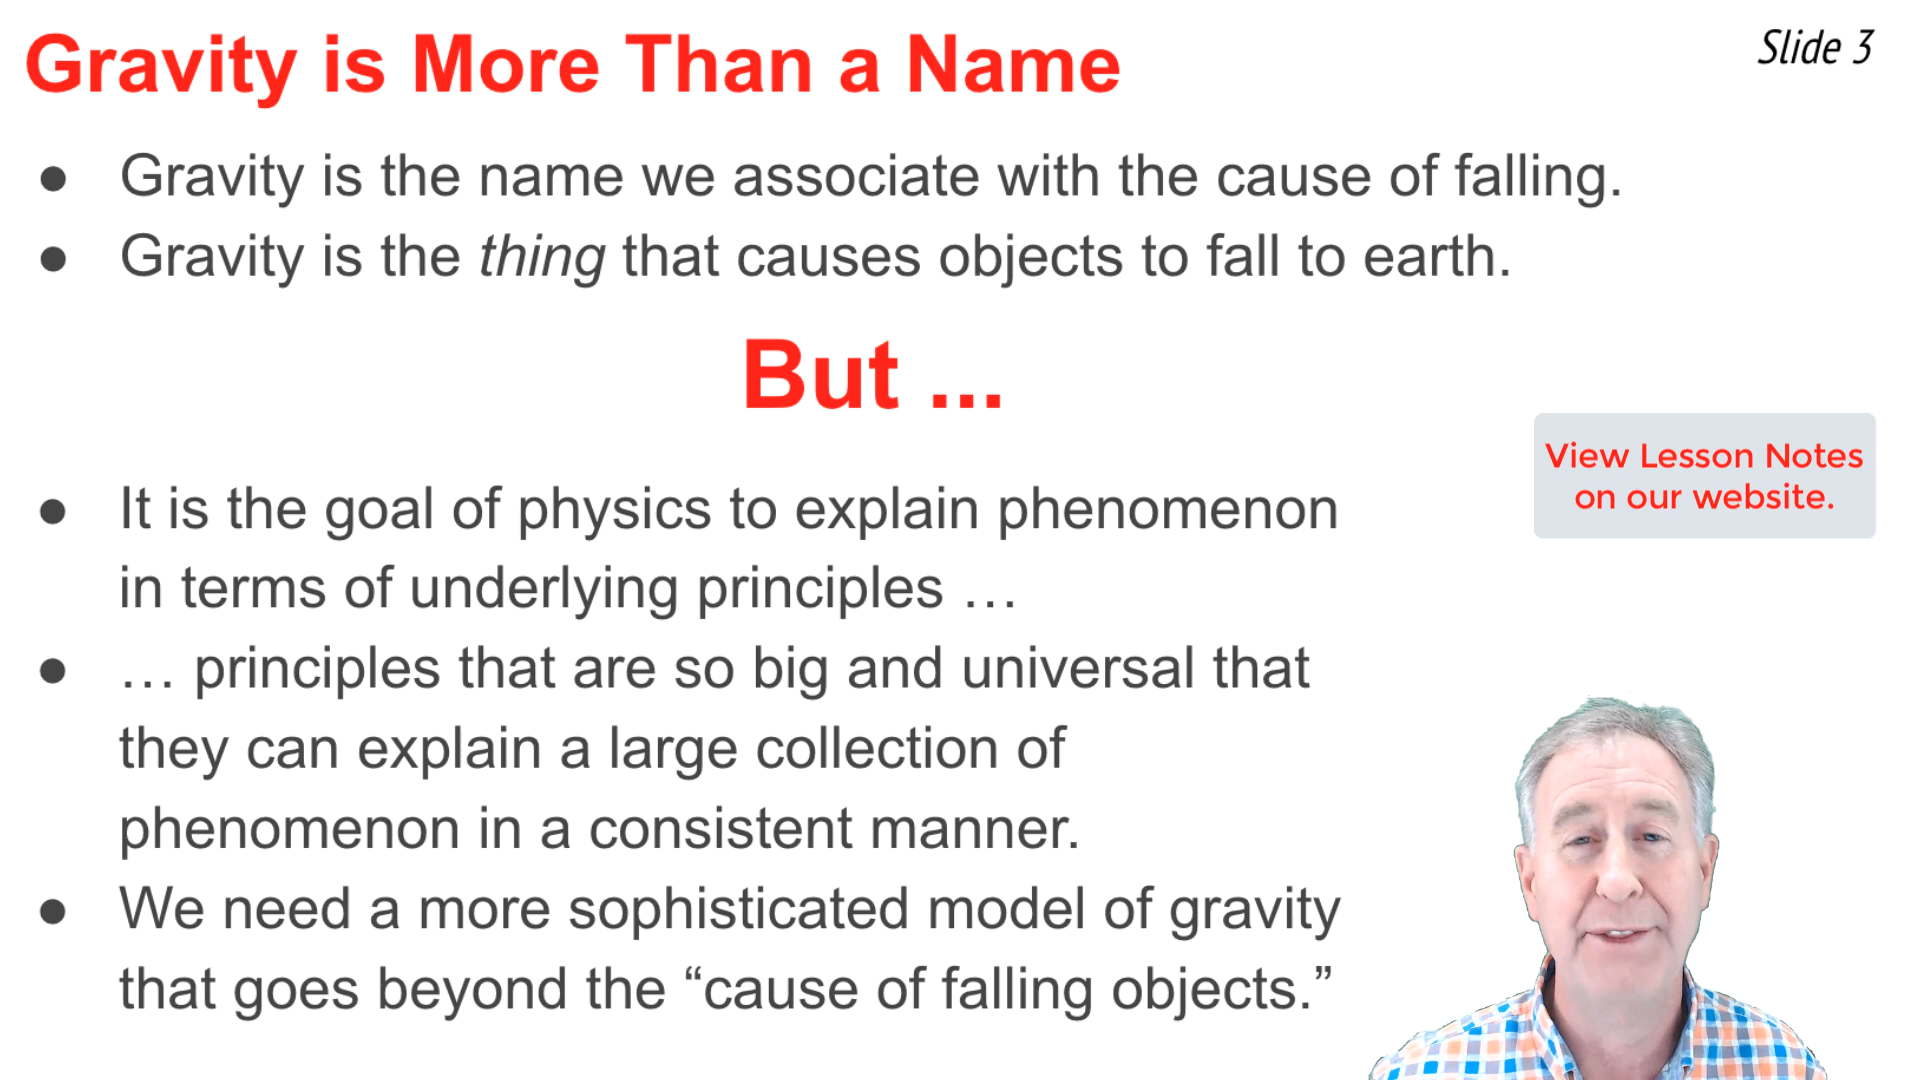 Gravity is More Than a Name
Slide 3
● Gravity is the name we associate with the cause of falling.
● Gravity is the thing that causes objects to fall to earth.
But ...
View Lesson Notes
on our website.
● It is the goal of physics to explain phenomenon
in terms of underlying principles …
● … principles that are so big and universal that
they can explain a large collection of
phenomenon in a consistent manner.
● We need a more sophisticated model of gravity
that goes beyond the “cause of falling objects.”